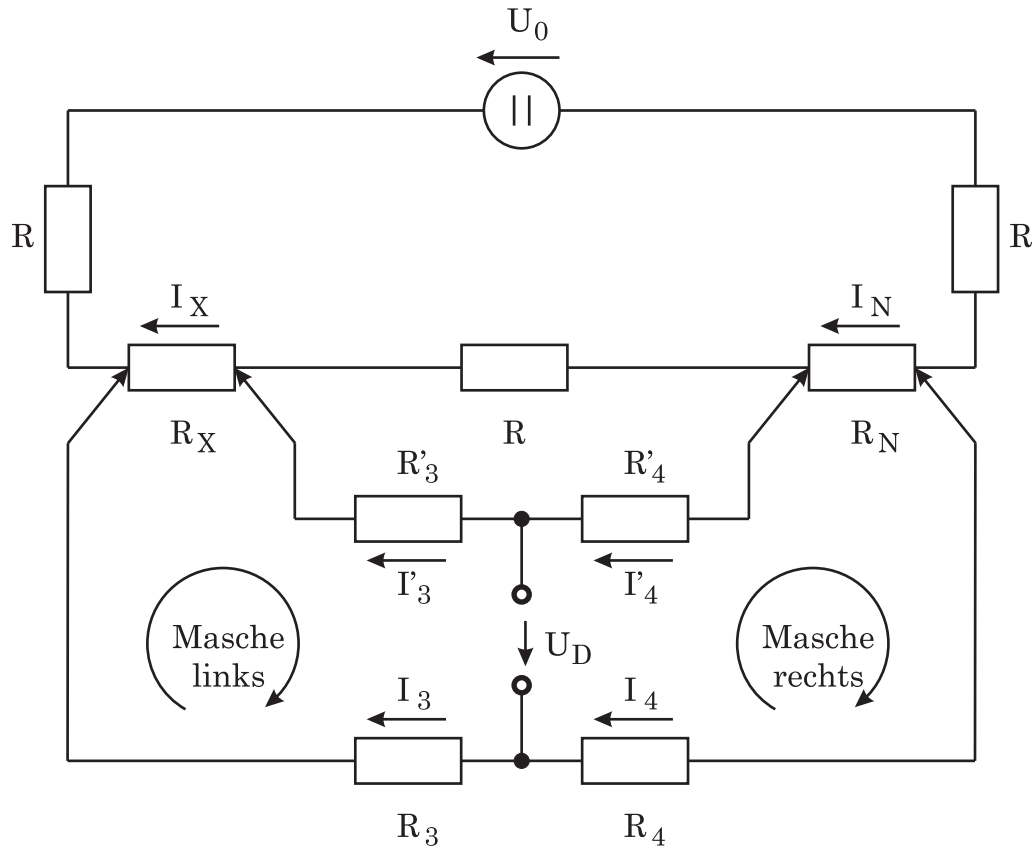 U0
R
R
IX
IN
RX
R
RN
R'3
R'4
I'3
I'4
Masche
links
UD
Masche
rechts
I3
I4
R3
R4